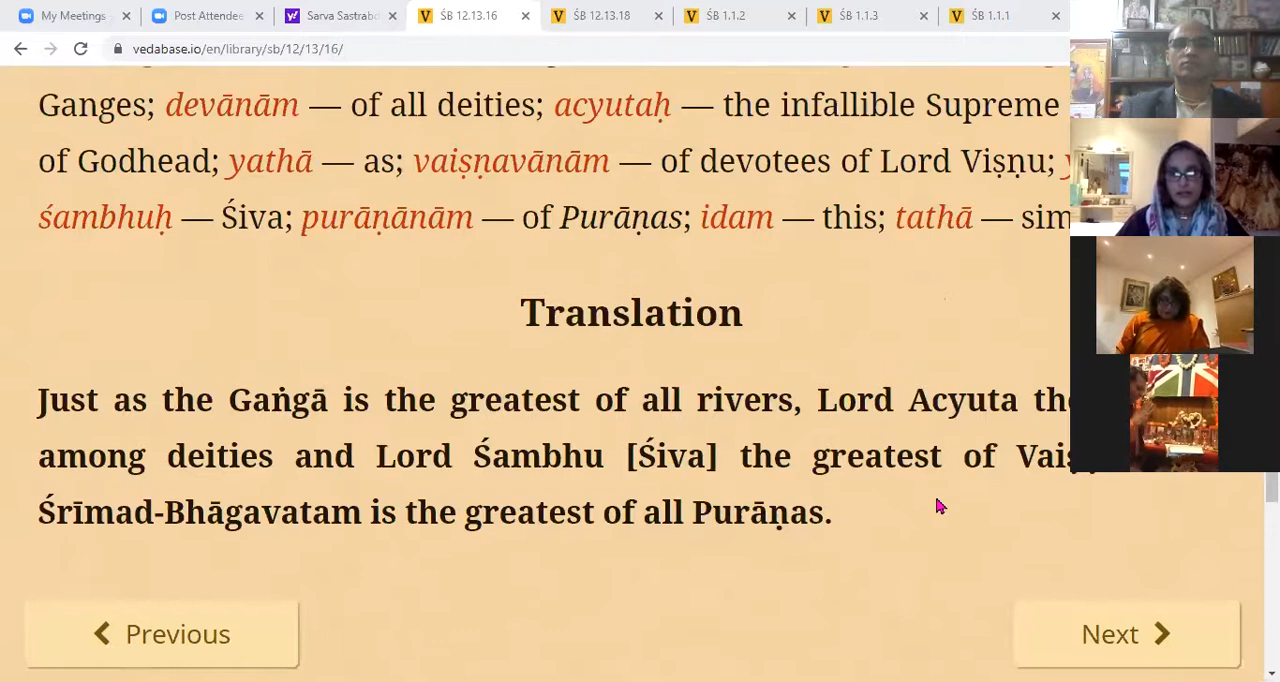 My Meetings
Post Attendee
Sarva Sastrabd
ŚB 12.13.16
ŚB 12.13.18
ŚB 1.1.2
ŚB 1.1.3
ŚB 1.1.1
vedabase.io/en/library/sb/12/13/16/
Ganges; devānām — of all deities; acyutaḥ — the infallible Supreme
of Godhead; yathā — as; vaiṣṇavānām — of devotees of Lord Viṣṇu;
śambhuḥ — Śiva; purāṇānām — of Purāṇas; idam — this; tathā — sim
Translation
Just as the Gaṅgā is the greatest of all rivers, Lord Acyuta the
among deities and Lord Śambhu [Śiva] the greatest of
Śrīmad-Bhāgavatam is the greatest of all Purāṇas.
Previous
Next